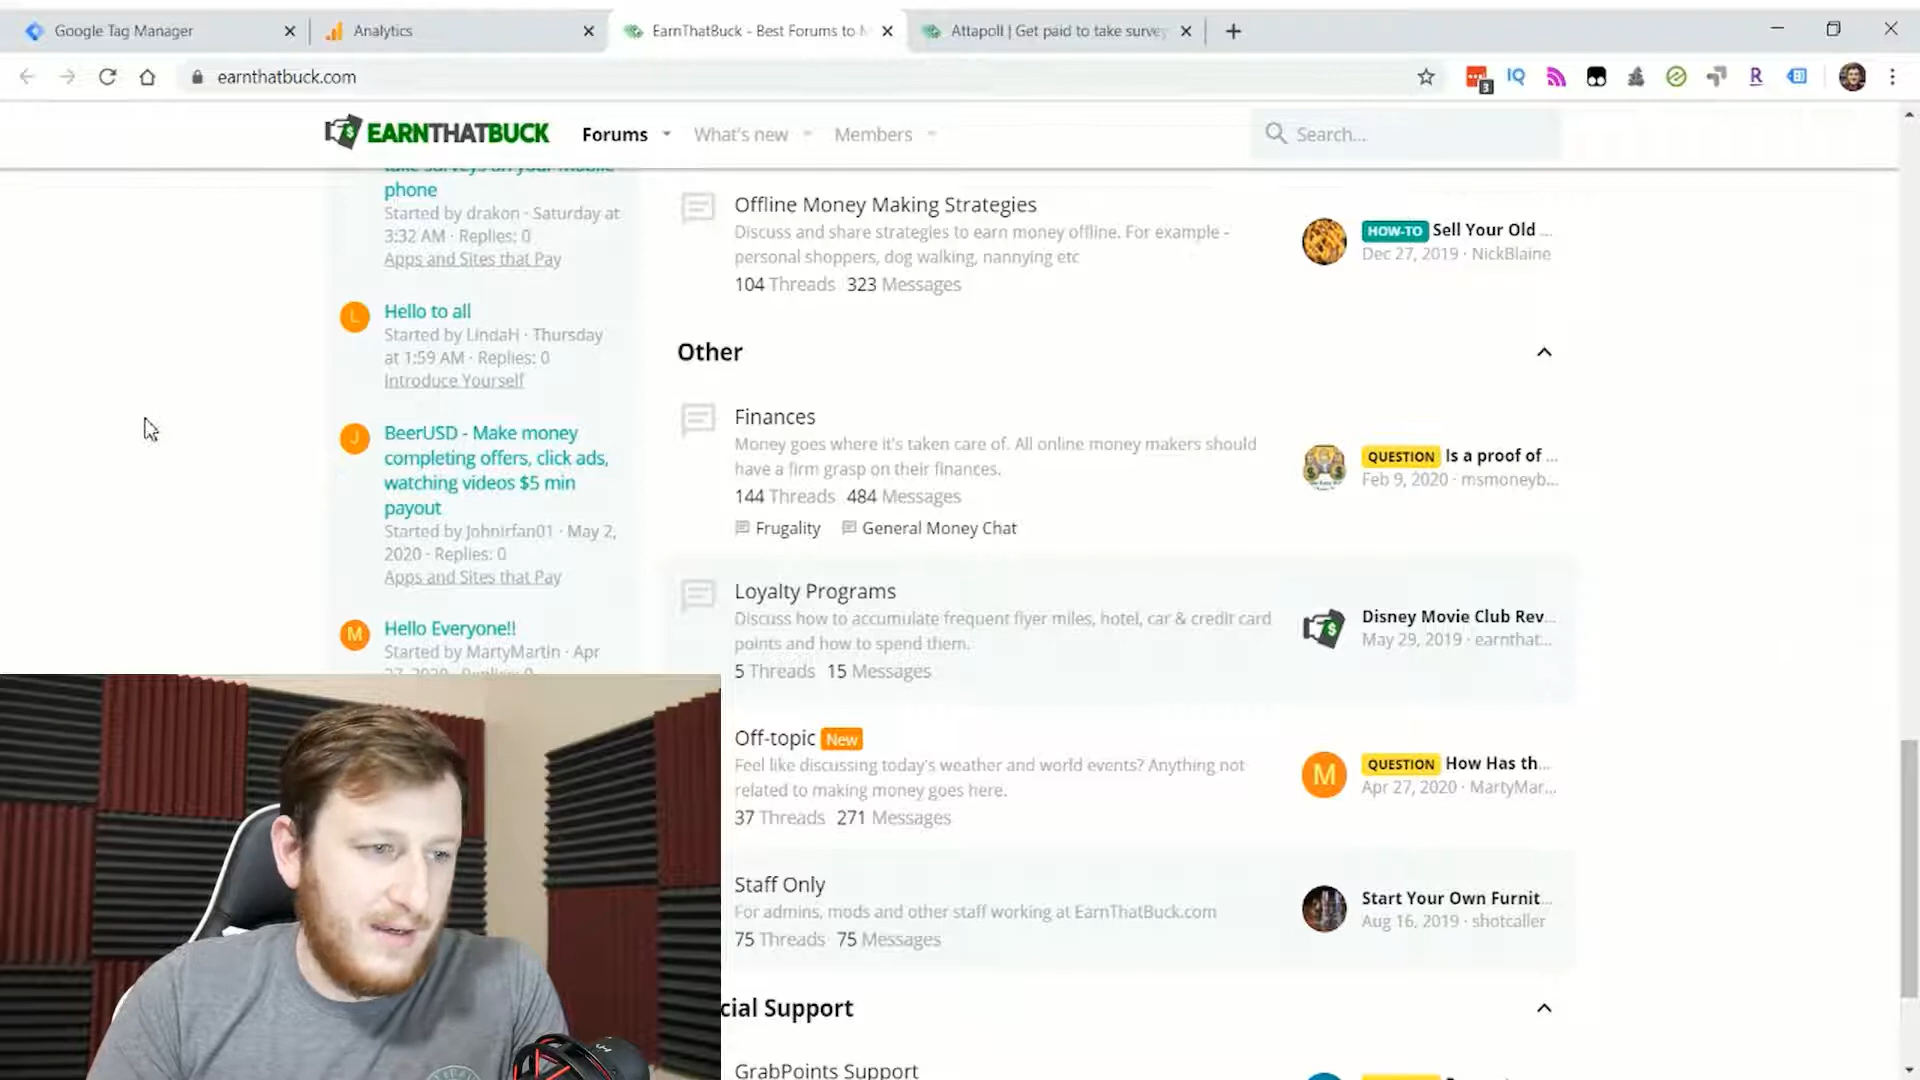 Google Tag Manager
Analytics
EarnThatBuck - Best Forums to M
Attapoll | Get paid to take survey
earnthatbuck.com
3
IQ
R
EARNTHATBUCK
Forums
What's new
Members
Search...
take surveys on your mobile
phone
Started by drakon · Saturday at
3:32 AM · Replies: 0
Apps and Sites that Pay
L
Hello to all
Started by LindaH · Thursday
at 1:59 AM · Replies: 0
Introduce Yourself
J
BeerUSD - Make money
completing offers, click ads,
watching videos $5 min
payout
Started by Johnirfan01 · May 2,
2020 · Replies: 0
Apps and Sites that Pay
M
Hello Everyone!!
Started by MartyMartin · Apr
27, 2020 · Replies: 0
Offline Money Making Strategies
Discuss and share strategies to earn money offline. For example -
personal shoppers, dog walking, nannying etc
104 Threads 323 Messages
HOW-TO Sell Your Old ...
Dec 27, 2019 · NickBlaine
Other
Finances
Money goes where it's taken care of. All online money makers should
have a firm grasp on their finances.
144 Threads 484 Messages
Frugality General Money Chat
QUESTION Is a proof of ...
Feb 9, 2020 · msmoneyb...
Loyalty Programs
Discuss how to accumulate frequent flyer miles, hotel, car & credit card
points and how to spend them.
5 Threads 15 Messages
Disney Movie Club Rev...
May 29, 2019 · earnthat...
Off-topic New
Feel like discussing today's weather and world events? Anything not
related to making money goes here.
37 Threads 271 Messages
M
QUESTION How Has th...
Apr 27, 2020 · MartyMar...
Staff Only
For admins, mods and other staff working at EarnThatBuck.com
75 Threads 75 Messages
Start Your Own Furnit...
Aug 16, 2019 · shotcaller
cial Support
GrabPoints Support